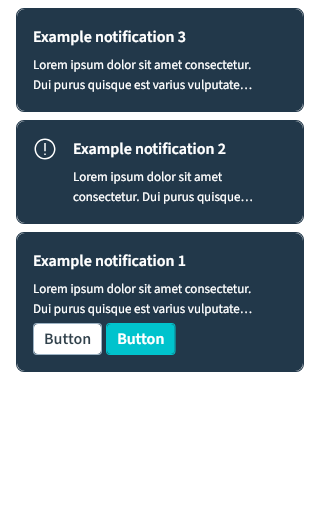 Example notification 3
Lorem ipsum dolor sit amet consectetur.
Dui purus quisque est varius vulputate…
Example notification 2
Lorem ipsum dolor sit amet
consectetur. Dui purus quisque…
Example notification 1
Lorem ipsum dolor sit amet consectetur.
Dui purus quisque est varius vulputate…
Button Button